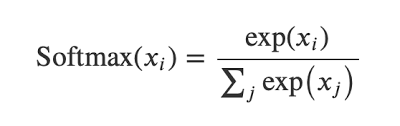 Softmax(xᵢ) = exp(xᵢ) / ∑ⱼ exp(xⱼ)